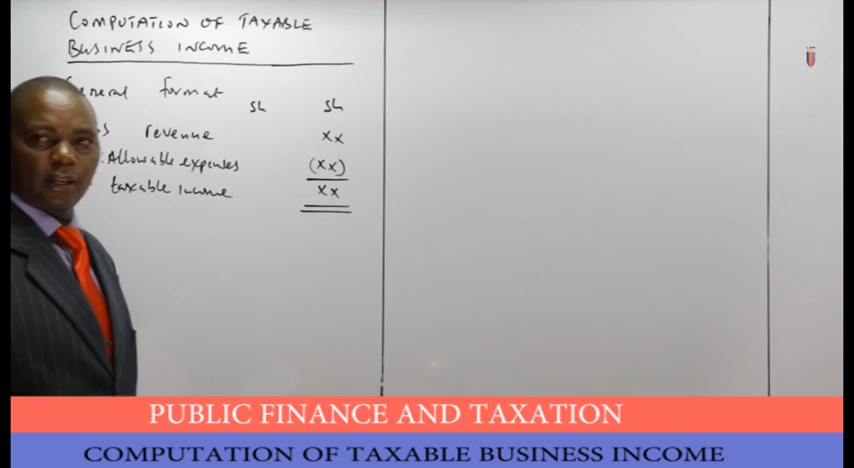 COMPUTATION OF TAXABLE
BUSINESS INCOME
General format
sh sh
revenue xx
: Allowable expenses (xx)
taxable income xx
PUBLIC FINANCE AND TAXATION
COMPUTATION OF TAXABLE BUSINESS INCOME